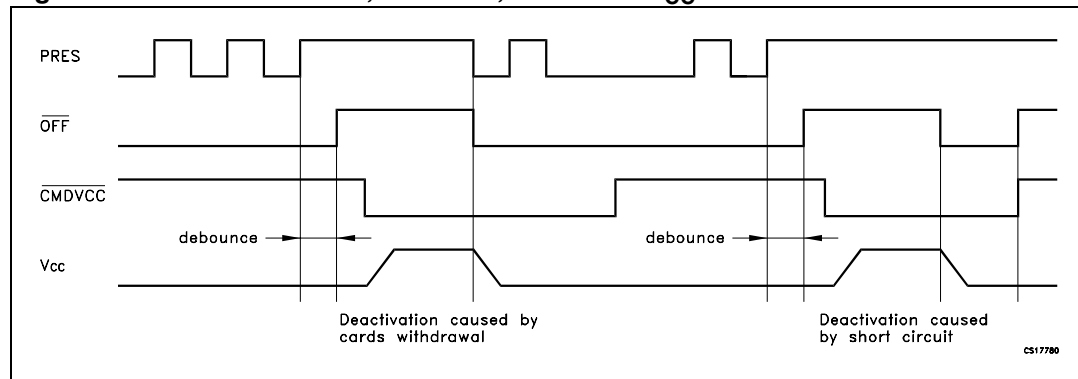 PRES
OFF
CMDVCC
debounce
debounce
Vcc
Deactivation caused by
cards withdrawal
Deactivation caused
by short circuit
CS17780